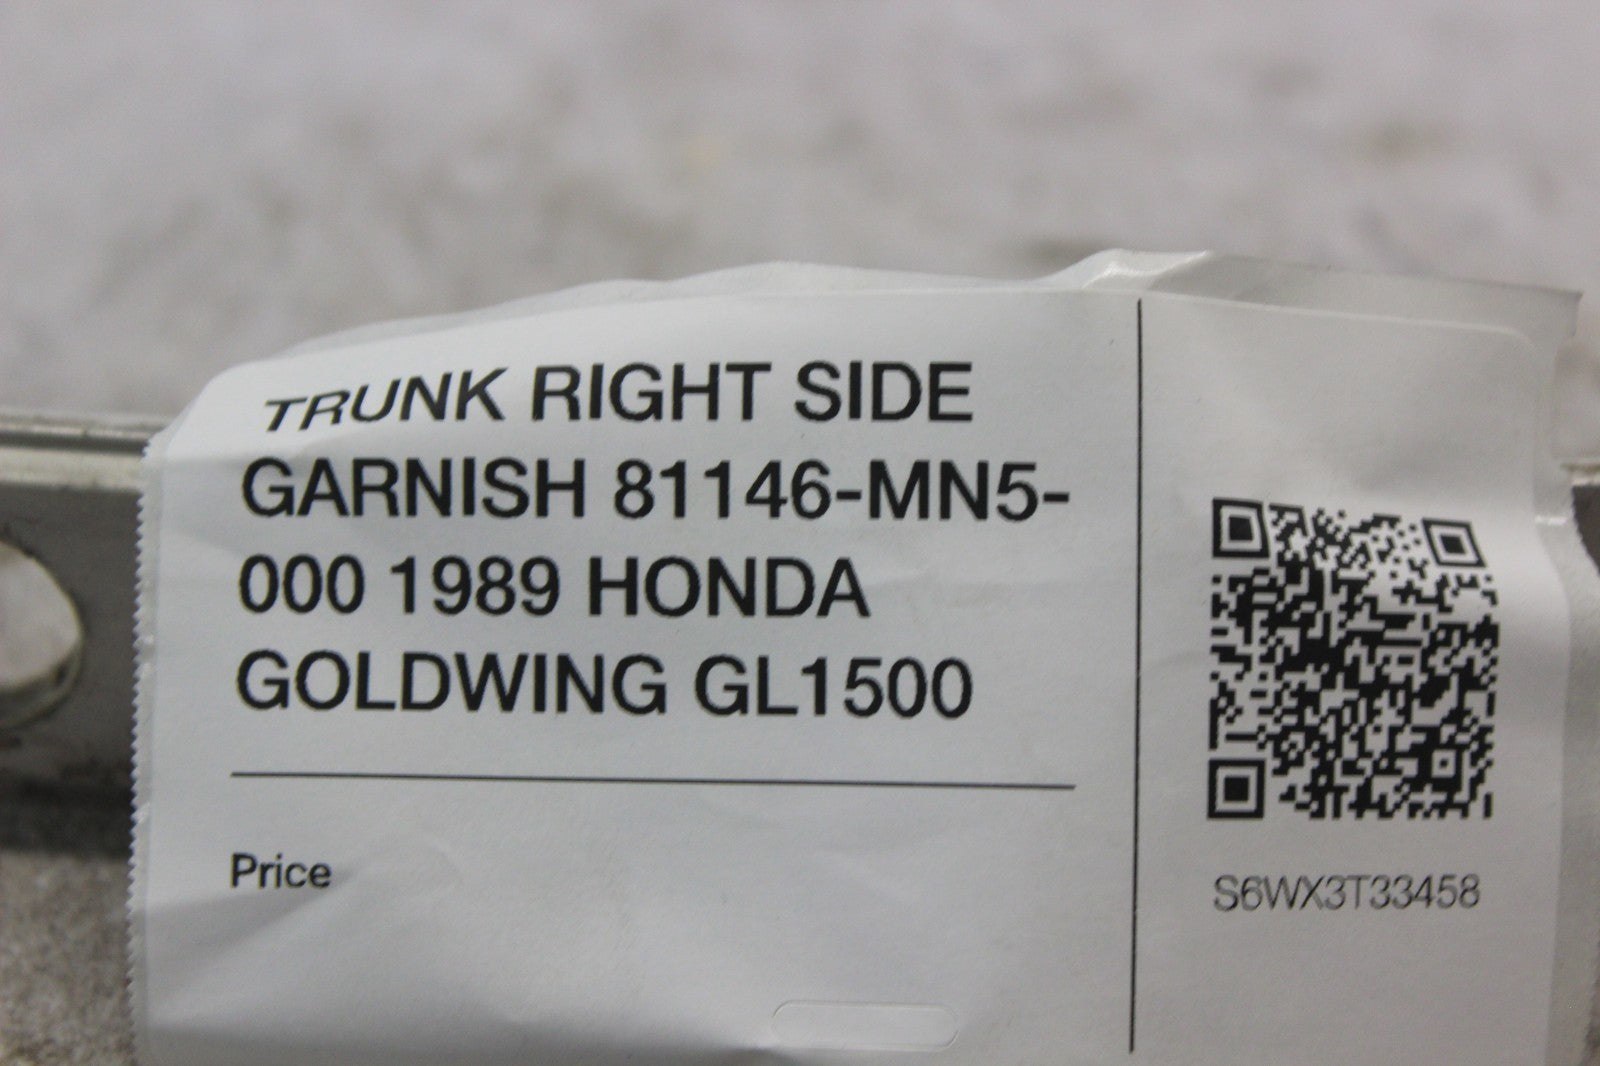 TRUNK RIGHT SIDE
GARNISH 81146-MN5-
000 1989 HONDA
GOLDWING GL1500
Price
S6WX3T33458